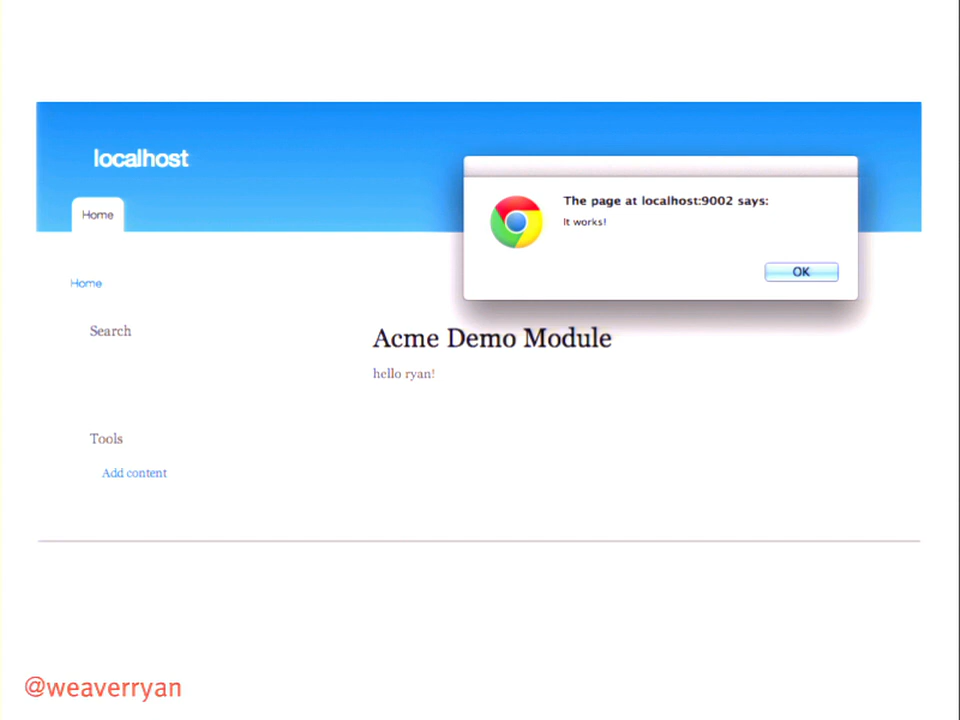 localhost
Home
The page at localhost:9002 says:
It works!
OK
Home
Search
Acme Demo Module
hello ryan!
Tools
Add content
@weaverryan